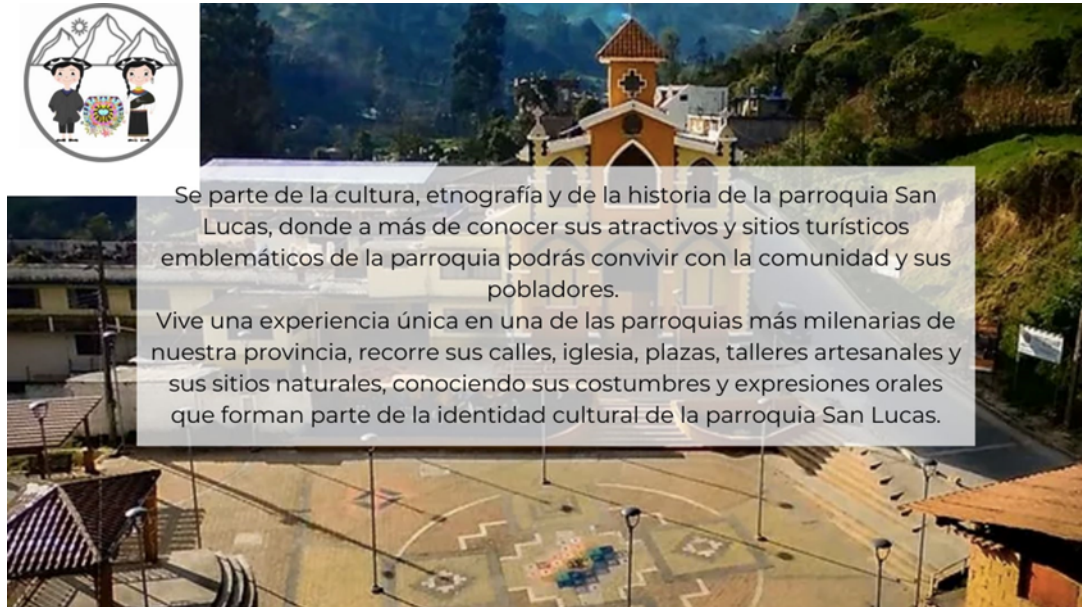 Se parte de la cultura, etnografía y de la historia de la parroquia San
Lucas, donde a más de conocer sus atractivos y sitios turísticos
emblemáticos de la parroquia podrás convivir con la comunidad y sus
pobladores.
Vive una experiencia única en una de las parroquias más milenarias de
nuestra provincia, recorre sus calles, iglesia, plazas, talleres artesanales y
sus sitios naturales, conociendo sus costumbres y expresiones orales
que forman parte de la identidad cultural de la parroquia San Lucas.